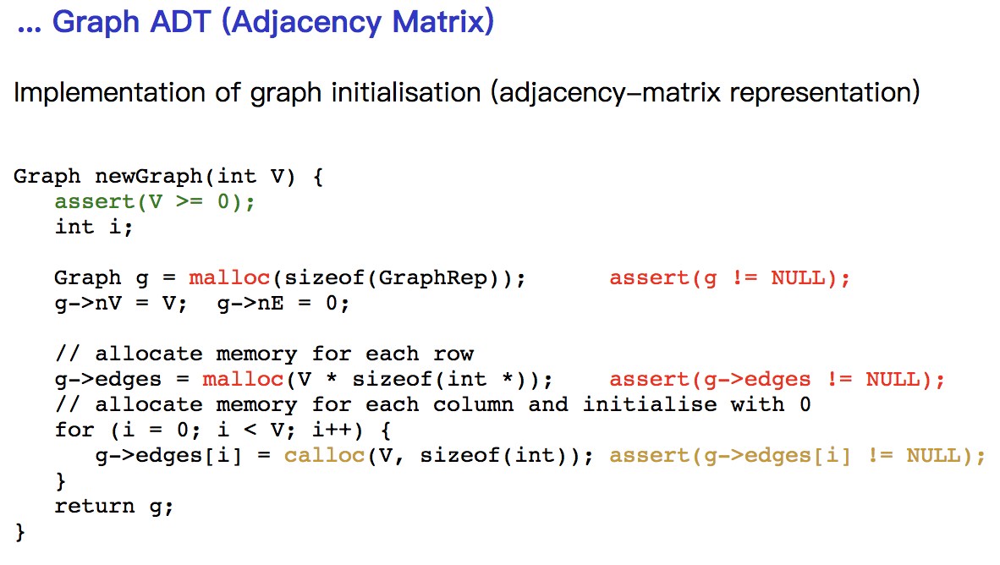 ... Graph ADT (Adjacency Matrix)
Implementation of graph initialisation (adjacency-matrix representation)
Graph newGraph(int V) {
   assert(V >= 0);
   int i;
   Graph g = malloc(sizeof(GraphRep));      assert(g != NULL);
   g->nV = V;  g->nE = 0;
   // allocate memory for each row
   g->edges = malloc(V * sizeof(int *));    assert(g->edges != NULL);
   // allocate memory for each column and initialise with 0
   for (i = 0; i < V; i++) {
      g->edges[i] = calloc(V, sizeof(int)); assert(g->edges[i] != NULL);
   }
   return g;
}